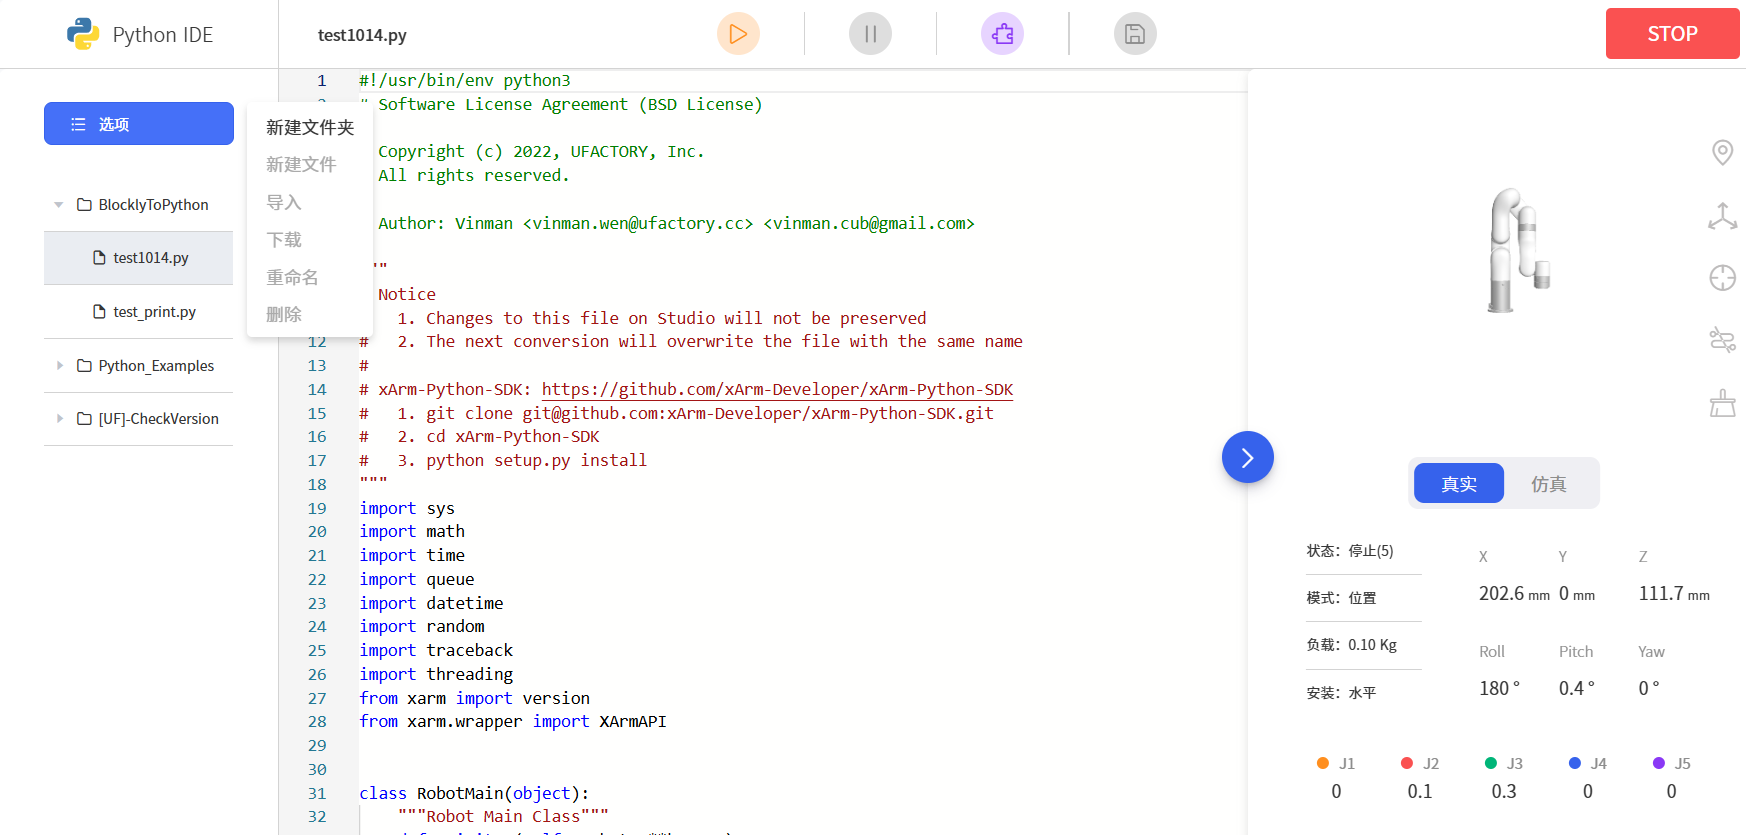 Python IDE
test1014.py
STOP
选项
BlocklyToPython
test1014.py
test_print.py
Python_Examples
[UF]-CheckVersion
新建文件夹
新建文件
导入
下载
重命名
删除
1 #!/usr/bin/env python3
Software License Agreement (BSD License)
Copyright (c) 2022, UFACTORY, Inc.
All rights reserved.
Author: Vinman <vinman.wen@ufactory.cc> <vinman.cub@gmail.com>
Notice
1. Changes to this file on Studio will not be preserved
12 #   2. The next conversion will overwrite the file with the same name
13 #
14 # xArm-Python-SDK: https://github.com/xArm-Developer/xArm-Python-SDK
15 #   1. git clone git@github.com:xArm-Developer/xArm-Python-SDK.git
16 #   2. cd xArm-Python-SDK
17 #   3. python setup.py install
18 """
19 import sys
20 import math
21 import time
22 import queue
23 import datetime
24 import random
25 import traceback
26 import threading
27 from xarm import version
28 from xarm.wrapper import XArmAPI
29
30
31 class RobotMain(object):
32     """Robot Main Class"""
真实 仿真
状态：停止(5)
模式：位置
负载：0.10 Kg
安装：水平
X Y Z
202.6 mm 0 mm 111.7 mm
Roll Pitch Yaw
180 ° 0.4 ° 0 °
J1 J2 J3 J4 J5
0 0.1 0.3 0 0